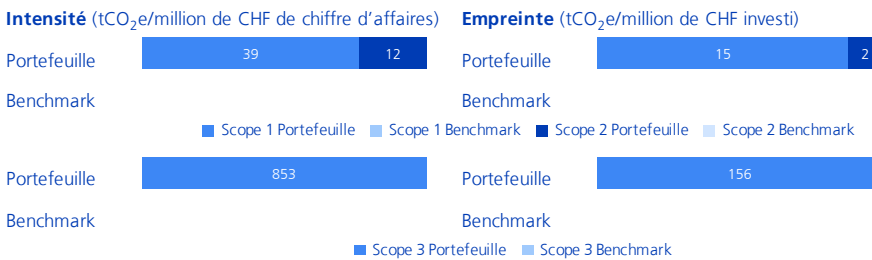 Intensité (tCO₂e/million de CHF de chiffre d’affaires) Empreinte (tCO₂e/million de CHF investi)
Portefeuille 39 12 Portefeuille 15 2
Benchmark Benchmark
Scope 1 Portefeuille Scope 1 Benchmark Scope 2 Portefeuille Scope 2 Benchmark
Portefeuille 853 Portefeuille 156
Benchmark Benchmark
Scope 3 Portefeuille Scope 3 Benchmark